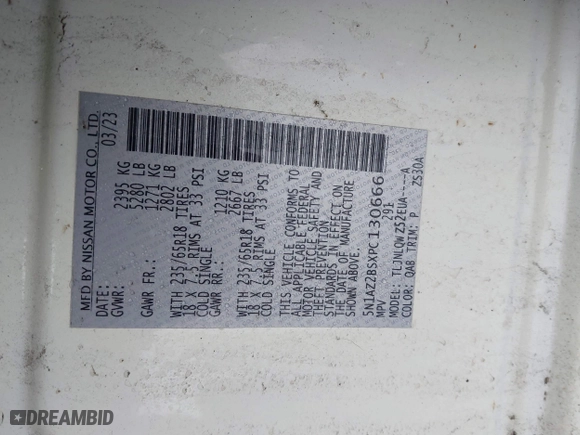 MFD BY NISSAN MOTOR CO., LTD.
DATE: 03/23
GVWR: 2395 KG
5280 LB
GAWR FR.: 1271 KG
2802 LB
WITH 235/65R18 TIRES
18 X 7.5 RIMS AT 33 PSI
COLD SINGLE
GAWR RR.: 1210 KG
2667 LB
WITH 235/65R18 TIRES
18 X 7.5 RIMS AT 33 PSI
COLD SINGLE
THIS VEHICLE CONFORMS TO
ALL APPLICABLE FEDERAL
MOTOR VEHICLE SAFETY AND
THEFT PREVENTION
STANDARDS IN EFFECT ON
THE DATE OF MANUFACTURE
SHOWN ABOVE.
5N1AZ2BSXPC130666
MPV 291
MODEL: TLJNLQWZS2EUA----A
COLOR: QAB TRIM: P ZS30A
DREAMBID